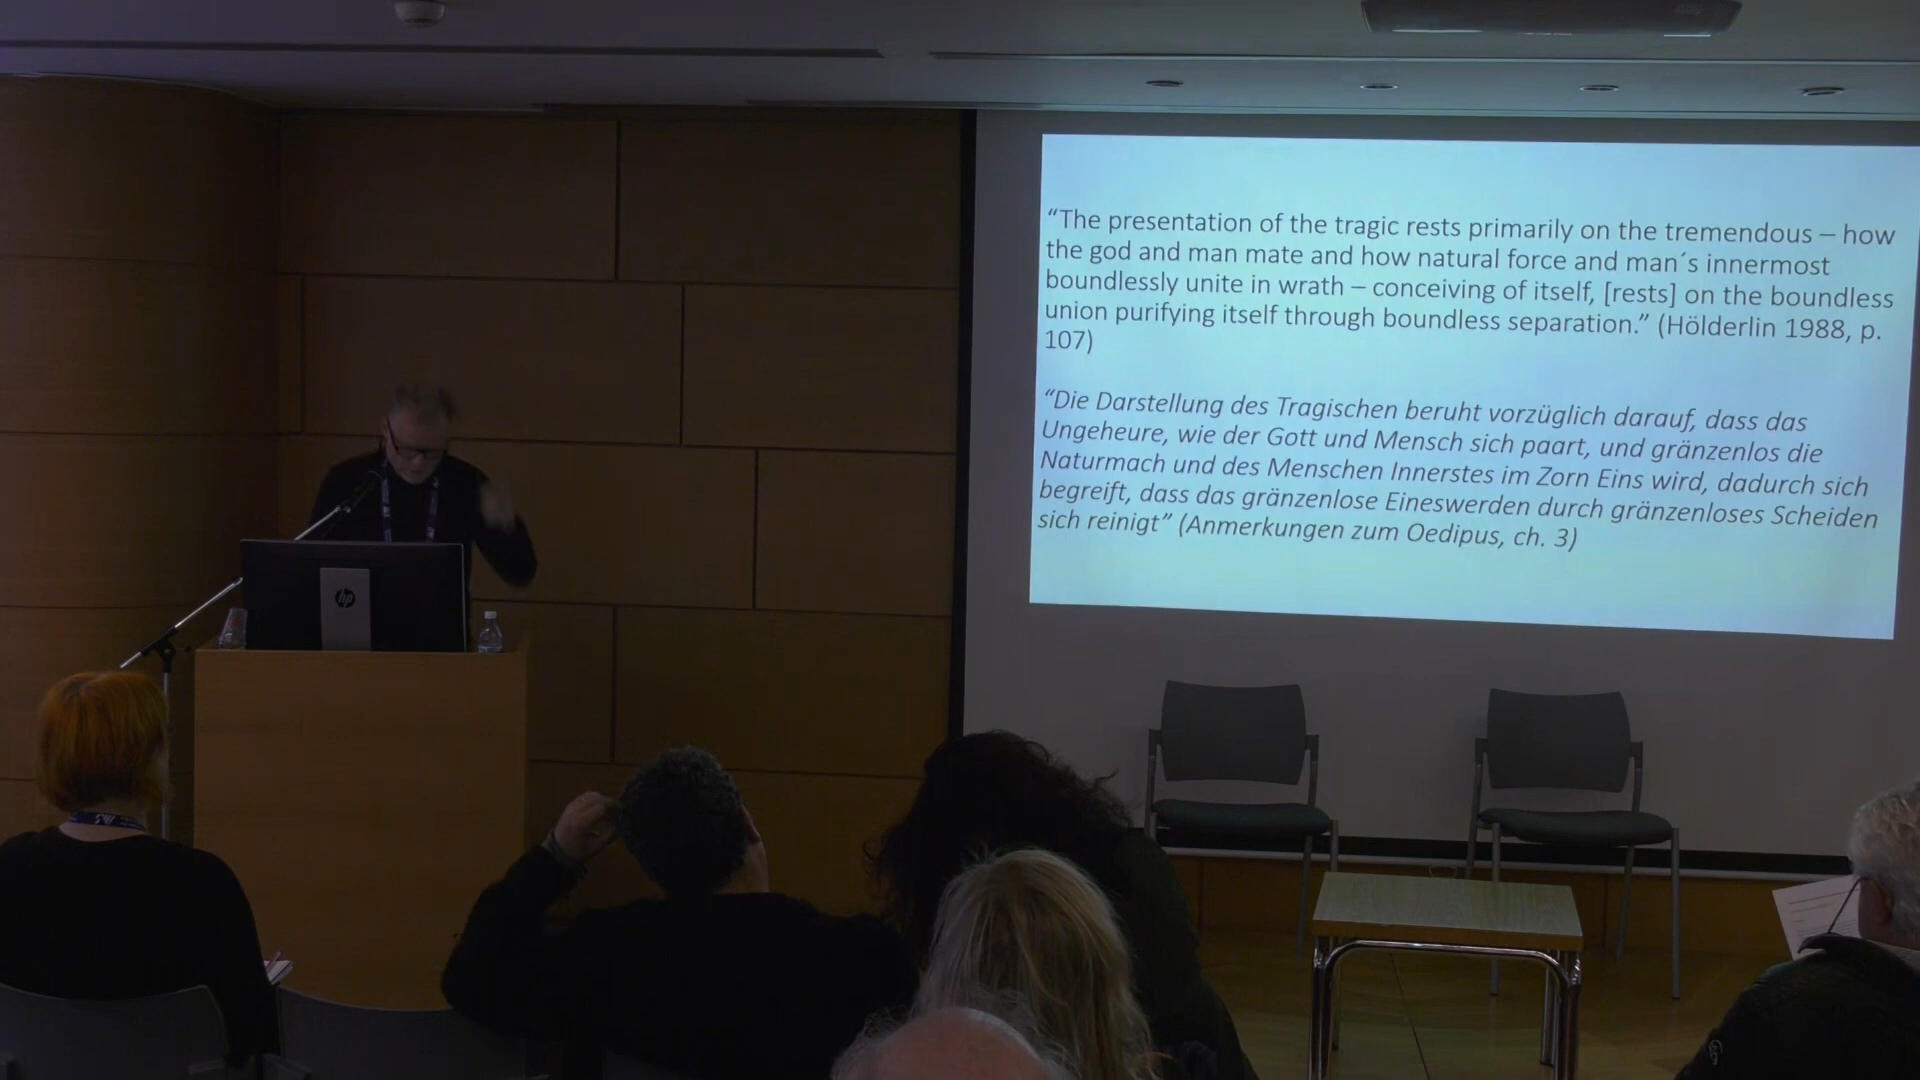 “The presentation of the tragic rests primarily on the tremendous – how
the god and man mate and how natural force and man´s innermost
boundlessly unite in wrath – conceiving of itself, [rests] on the boundless
union purifying itself through boundless separation.” (Hölderlin 1988, p.
107)
“Die Darstellung des Tragischen beruht vorzüglich darauf, dass das
Ungeheure, wie der Gott und Mensch sich paart, und gränzenlos die
Naturmach und des Menschen Innerstes im Zorn Eins wird, dadurch sich
begreift, dass das gränzenlose Eineswerden durch gränzenloses Scheiden
sich reinigt” (Anmerkungen zum Oedipus, ch. 3)
hp